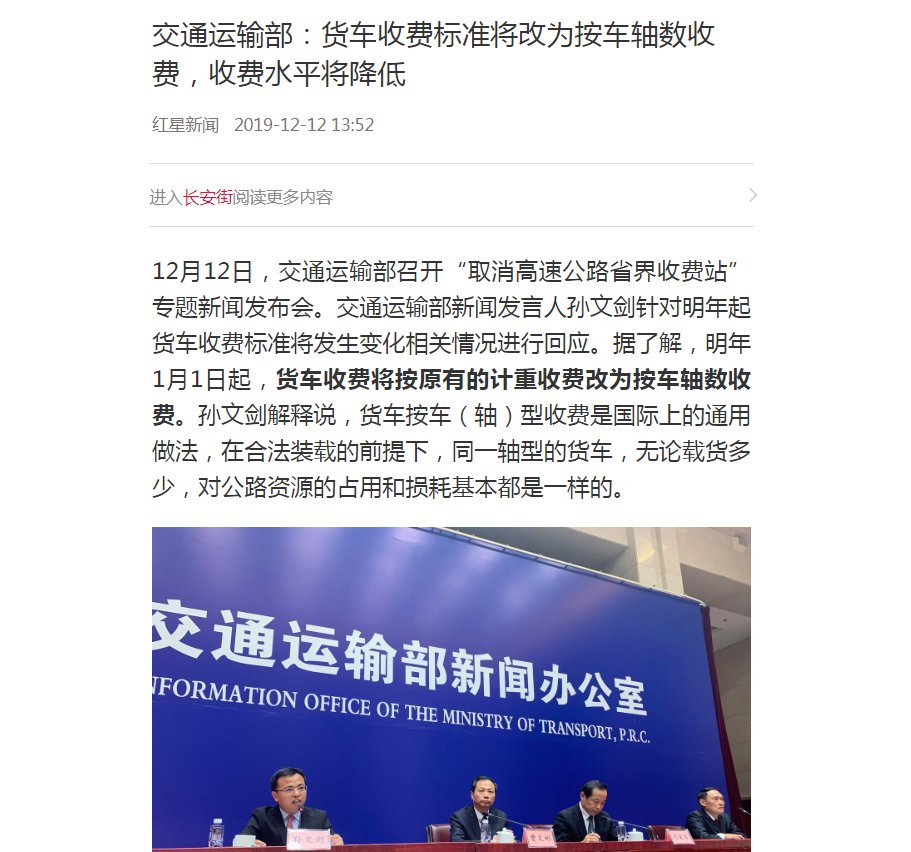 交通运输部：货车收费标准将改为按车轴数收
费，收费水平将降低
红星新闻 2019-12-12 13:52
进入长安街阅读更多内容
12月12日，交通运输部召开“取消高速公路省界收费站”
专题新闻发布会。交通运输部新闻发言人孙文剑针对明年起
货车收费标准将发生变化相关情况进行回应。据了解，明年
1月1日起，货车收费将按原有的计重收费改为按车轴数收
费。孙文剑解释说，货车按车（轴）型收费是国际上的通用
做法，在合法装载的前提下，同一轴型的货车，无论载货多
少，对公路资源的占用和损耗基本都是一样的。
交通运输部新闻办公室
NFORMATION OFFICE OF THE MINISTRY OF TRANSPORT, P.R.C.
孙文剑